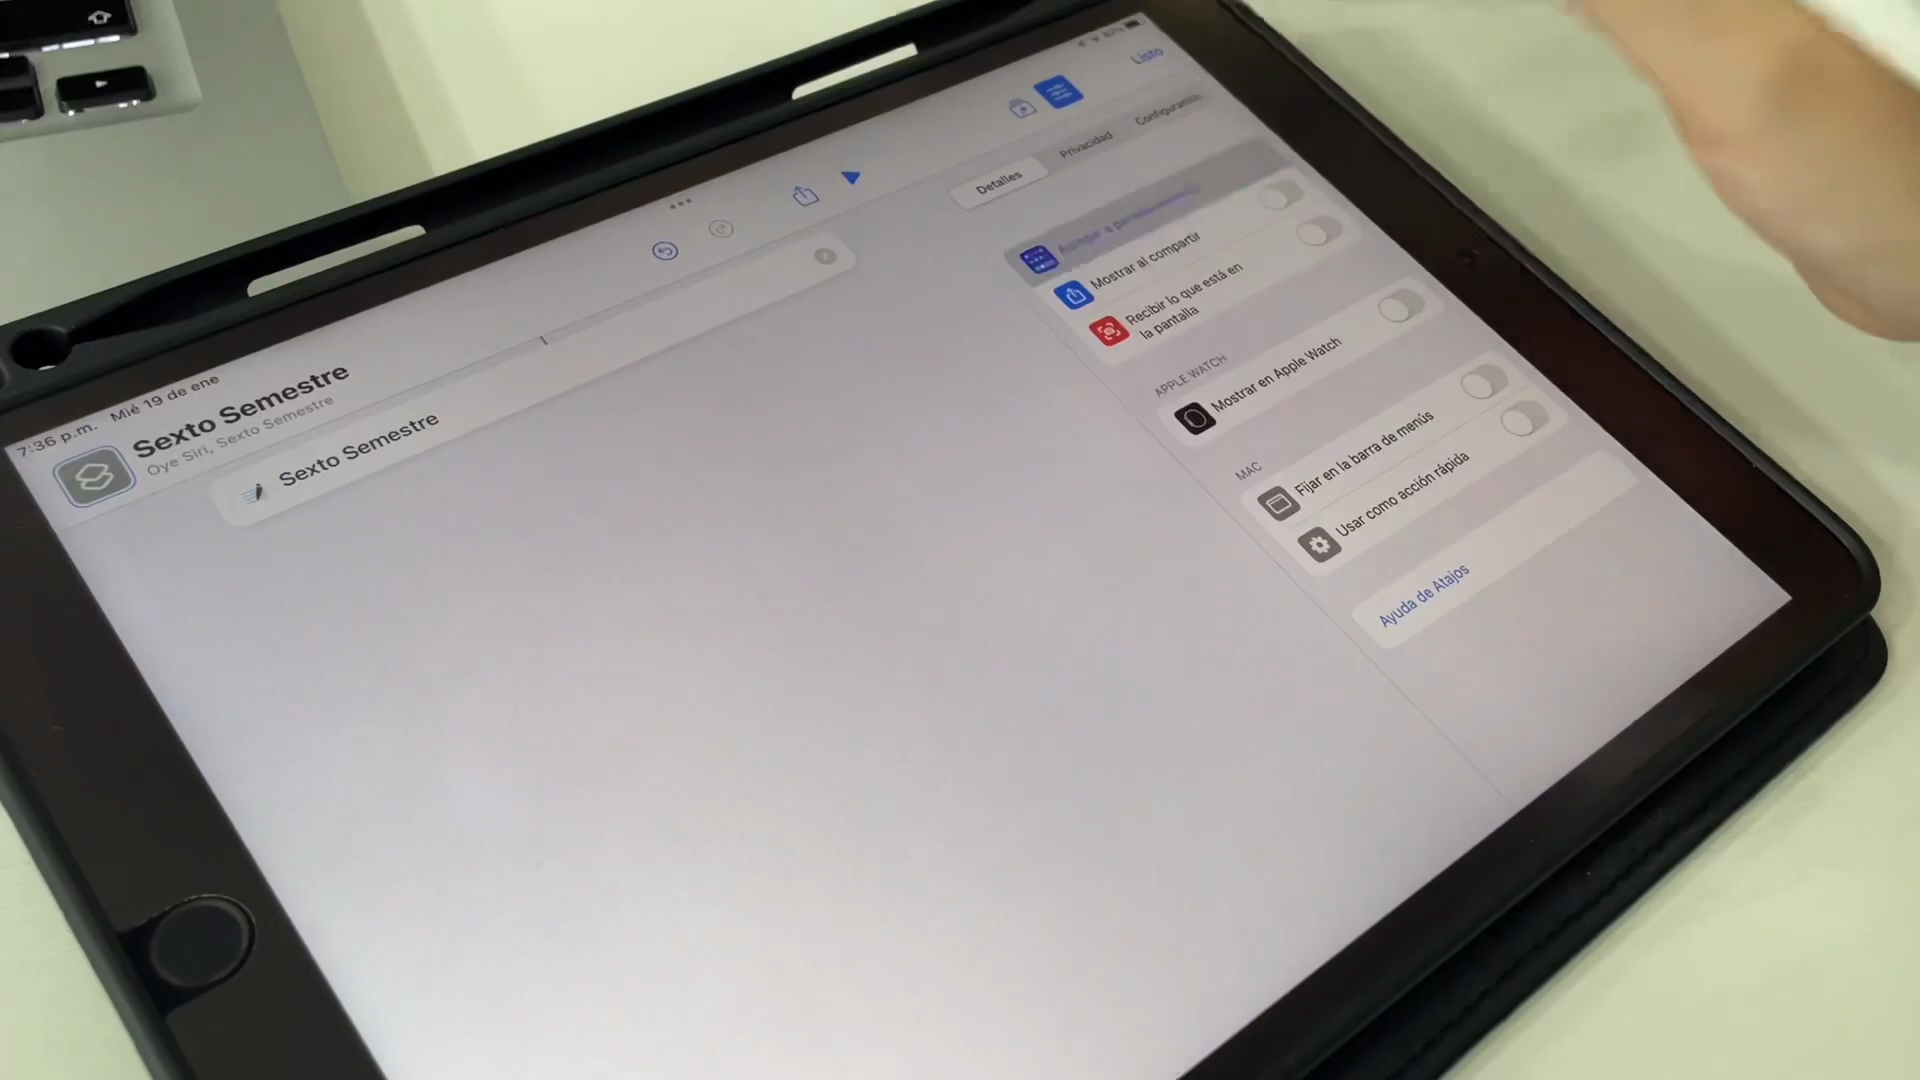 7:36 p.m. Mié 19 de ene
83%
Listo
Sexto Semestre
Oye Siri, Sexto Semestre
Sexto Semestre
Detalles
Privacidad
Configuración
Mostrar al compartir
Recibir lo que está en
la pantalla
APPLE WATCH
Mostrar en Apple Watch
MAC
Fijar en la barra de menús
Usar como acción rápida
Ayuda de Atajos